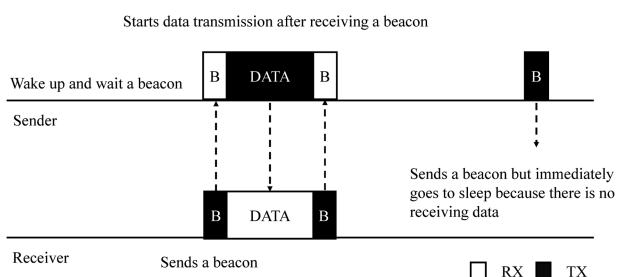 Starts data transmission after receiving a beacon
Wake up and wait a beacon
B DATA B
B
Sender
Sends a beacon but immediately
goes to sleep because there is no
receiving data
B DATA B
Receiver
Sends a beacon
RX TX